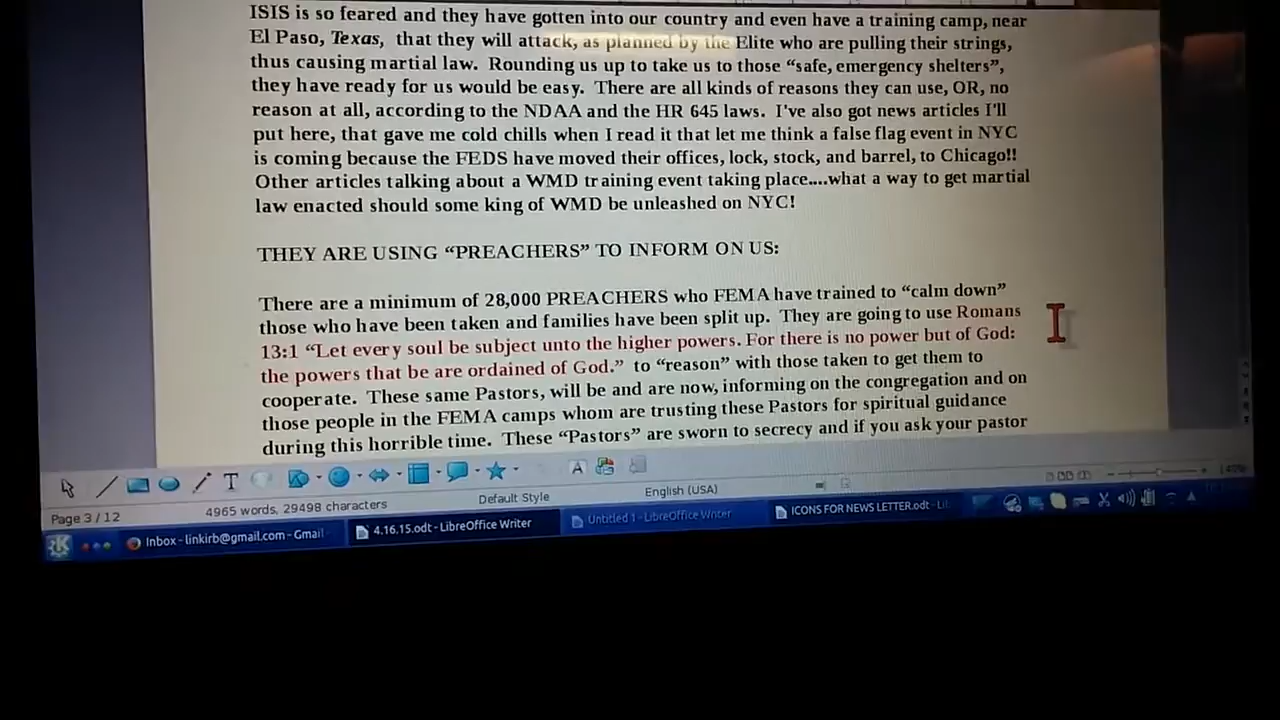 ISIS is so feared and they have gotten into our country and even have a training camp, near
El Paso, Texas, that they will attack, as planned by the Elite who are pulling their strings,
thus causing martial law. Rounding us up to take us to those “safe, emergency shelters”,
they have ready for us would be easy. There are all kinds of reasons they can use, OR, no
reason at all, according to the NDAA and the HR 645 laws. I've also got news articles I'll
put here, that gave me cold chills when I read it that let me think a false flag event in NYC
is coming because the FEDS have moved their offices, lock, stock, and barrel, to Chicago!!
Other articles talking about a WMD training event taking place....what a way to get martial
law enacted should some king of WMD be unleashed on NYC!
THEY ARE USING “PREACHERS” TO INFORM ON US:
There are a minimum of 28,000 PREACHERS who FEMA have trained to “calm down”
those who have been taken and families have been split up. They are going to use Romans
13:1 “Let every soul be subject unto the higher powers. For there is no power but of God:
the powers that be are ordained of God.” to “reason” with those taken to get them to
cooperate. These same Pastors, will be and are now, informing on the congregation and on
those people in the FEMA camps whom are trusting these Pastors for spiritual guidance
during this horrible time. These “Pastors” are sworn to secrecy and if you ask your pastor
T A
Page 3 / 12 4965 words, 29498 characters Default Style English (USA) 140%
Inbox - linkirb@gmail.com - Gmail 4.16.15.odt - LibreOffice Writer Untitled 1 - LibreOffice Writer ICONS FOR NEWS LETTER.odt - Lib